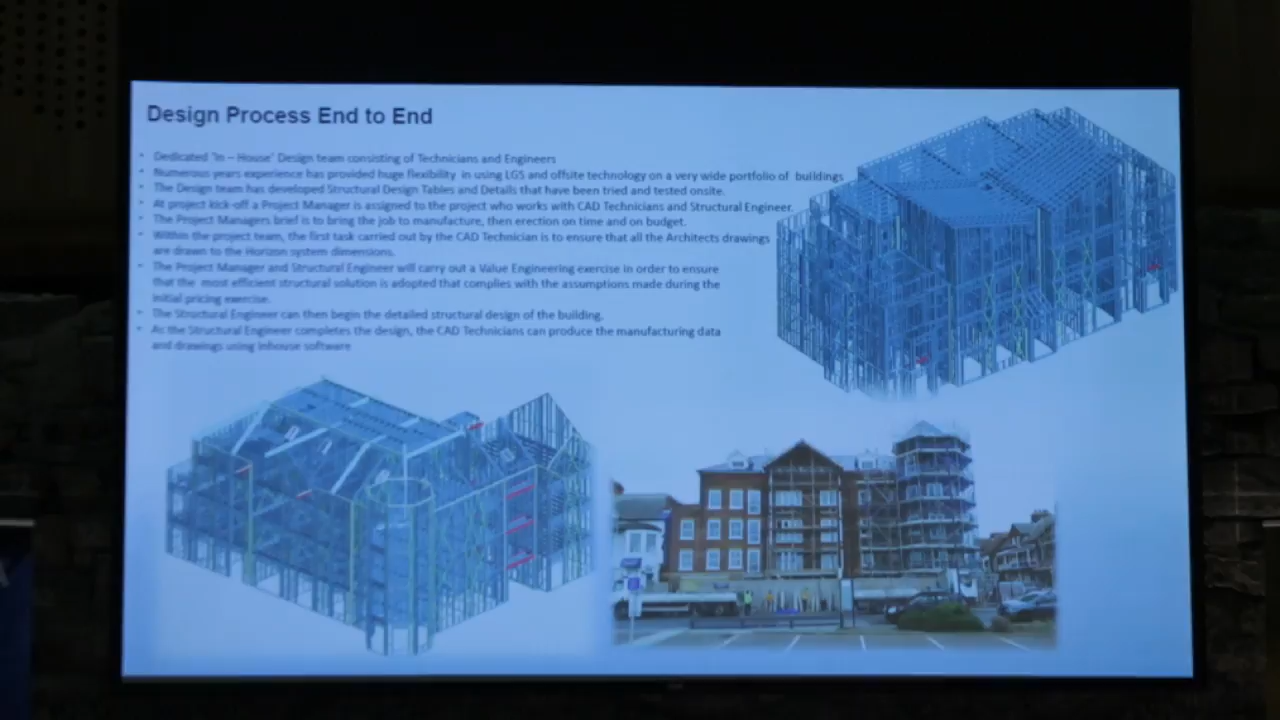 Design Process End to End
• Dedicated 'In – House' Design team consisting of Technicians and Engineers
• Numerous years experience has provided huge flexibility in using LGS and offsite technology on a very wide portfolio of buildings
• The Design team has developed Structural Design Tables and Details that have been tried and tested onsite.
• At project kick-off a Project Manager is assigned to the project who works with CAD Technicians and Structural Engineer.
• The Project Managers brief is to bring the job to manufacture, then erection on time and on budget.
• Within the project team, the first task carried out by the CAD Technician is to ensure that all the Architects drawings
are drawn to the Horizon system dimensions.
• The Project Manager and Structural Engineer will carry out a Value Engineering exercise in order to ensure
that the most efficient structural solution is adopted that complies with the assumptions made during the
initial pricing exercise.
• The Structural Engineer can then begin the detailed structural design of the building.
• As the Structural Engineer completes the design, the CAD Technicians can produce the manufacturing data
and drawings using inhouse software